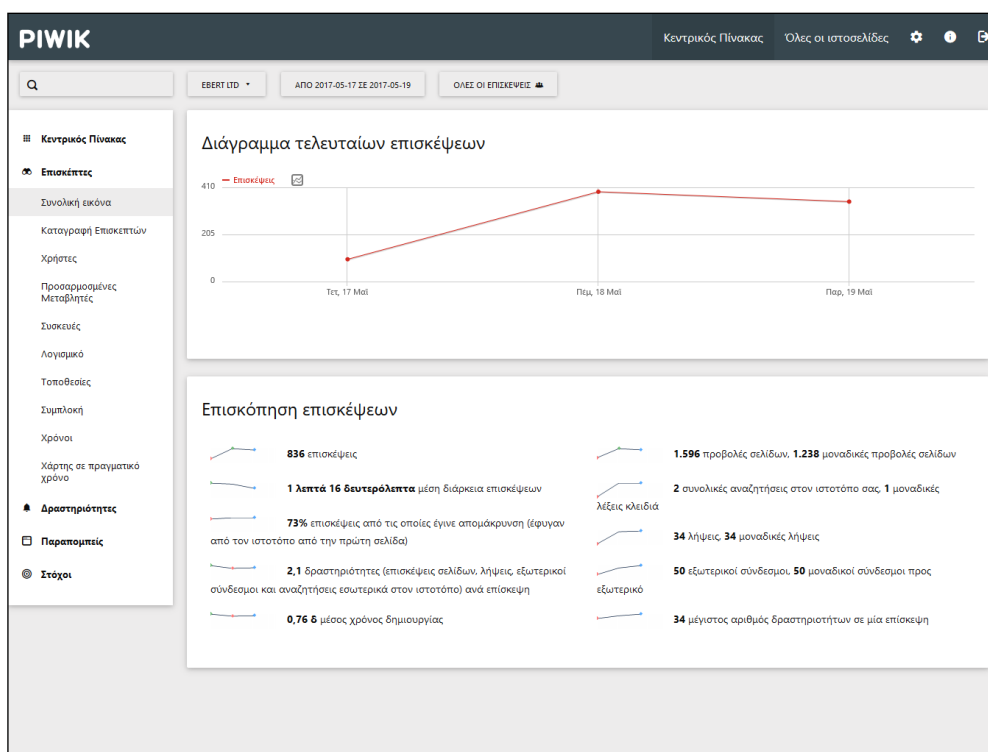 PIWIK
Κεντρικός Πίνακας
Όλες οι ιστοσελίδες
EBERT LTD
ΑΠΟ 2017-05-17 ΣΕ 2017-05-19
ΟΛΕΣ ΟΙ ΕΠΙΣΚΕΨΕΙΣ
Κεντρικός Πίνακας
Επισκέπτες
Συνολική εικόνα
Καταγραφή Επισκεπτών
Χρήστες
Προσαρμοσμένες
Μεταβλητές
Συσκευές
Λογισμικό
Τοποθεσίες
Συμπλοκή
Χρόνοι
Χάρτης σε πραγματικό
χρόνο
Δραστηριότητες
Παραπομπείς
Στόχοι
Διάγραμμα τελευταίων επισκέψεων
Επισκέψεις
410
205
0
Τετ, 17 Μαΐ
Πεμ, 18 Μαΐ
Παρ, 19 Μαΐ
Επισκόπηση επισκέψεων
836 επισκέψεις
1 λεπτά 16 δευτερόλεπτα μέση διάρκεια επισκέψεων
73% επισκέψεις από τις οποίες έγινε απομάκρυνση (έφυγαν
από τον ιστοτόπο από την πρώτη σελίδα)
2,1 δραστηριότητες (επισκέψεις σελίδων, λήψεις, εξωτερικοί
σύνδεσμοι και αναζητήσεις εσωτερικά στον ιστοτόπο) ανά επίσκεψη
0,76 δ μέσος χρόνος δημιουργίας
1.596 προβολές σελίδων, 1.238 μοναδικές προβολές σελίδων
2 συνολικές αναζητήσεις στον ιστοτόπο σας, 1 μοναδικές
λέξεις κλειδιά
34 λήψεις, 34 μοναδικές λήψεις
50 εξωτερικοί σύνδεσμοι, 50 μοναδικοί σύνδεσμοι προς
εξωτερικό
34 μέγιστος αριθμός δραστηριοτήτων σε μία επίσκεψη